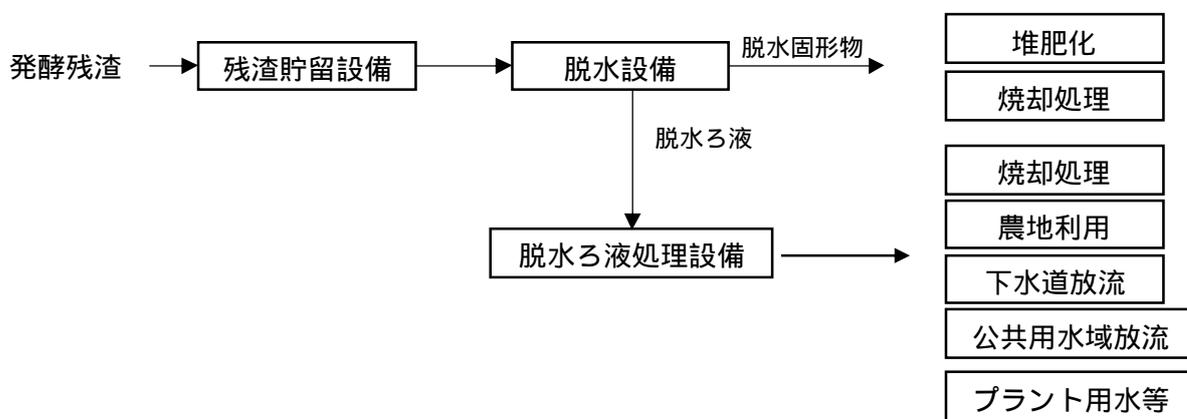 発酵残渣
残渣貯留設備
脱水設備
脱水固形物
堆肥化
焼却処理
脱水ろ液
焼却処理
農地利用
脱水ろ液処理設備
下水道放流
公共用水域放流
プラント用水等